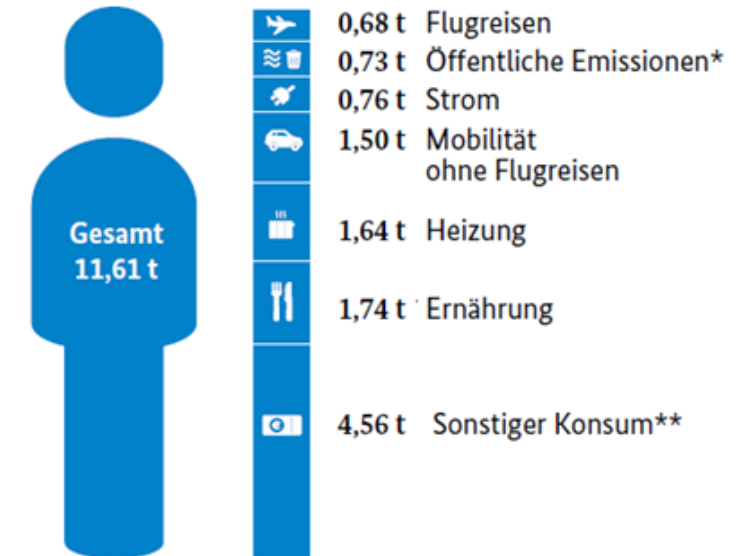 0,68 t Flugreisen
0,73 t Öffentliche Emissionen*
0,76 t Strom
1,50 t Mobilität
ohne Flugreisen
Gesamt
11,61 t
1,64 t Heizung
1,74 t Ernährung
4,56 t Sonstiger Konsum**